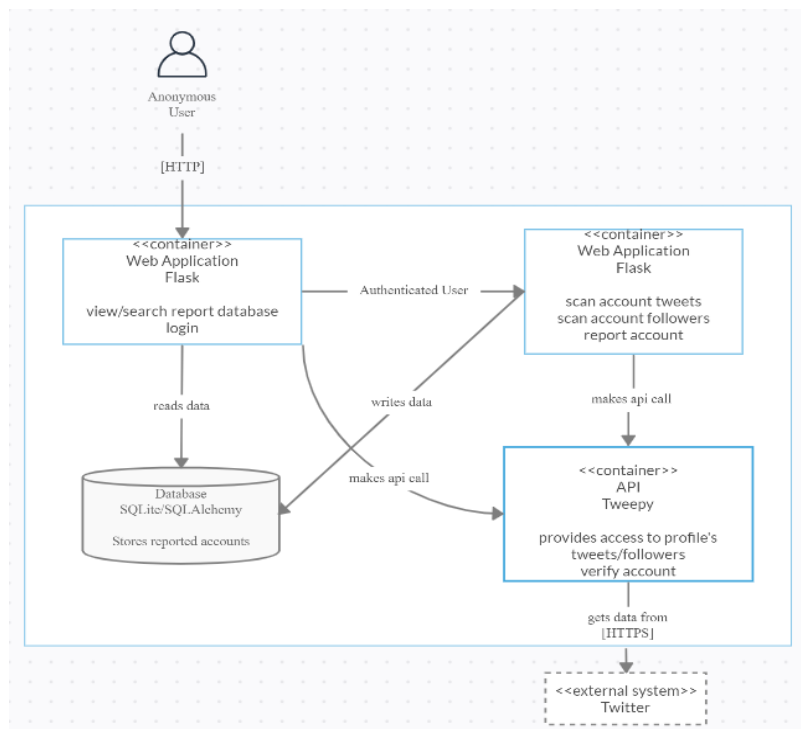 Anonymous
User
[HTTP]
<<container>>
Web Application
Flask
view/search report database
login
Authenticated User
<<container>>
Web Application
Flask
scan account tweets
scan account followers
report account
reads data
writes data
makes api call
makes api call
Database
SQLite/SQLAlchemy
Stores reported accounts
<<container>>
API
Tweepy
provides access to profile's
tweets/followers
verify account
gets data from
[HTTPS]
<<external system>>
Twitter